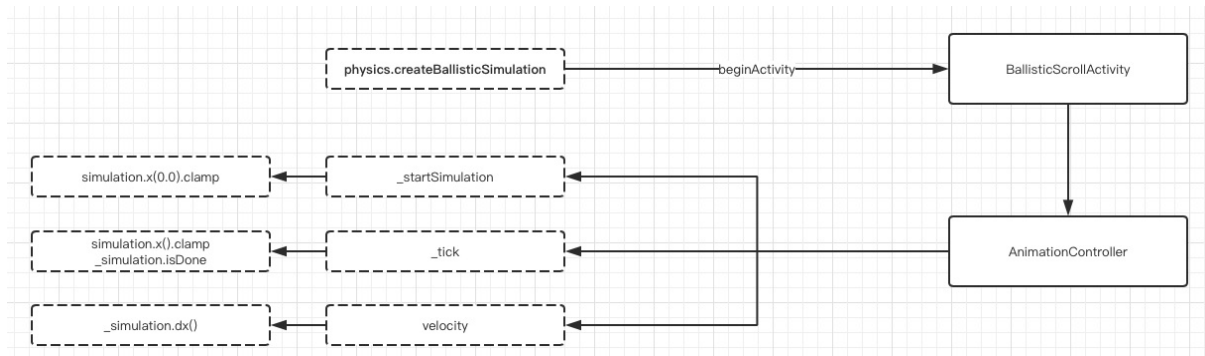 physics.createBallisticSimulation
beginActivity
BallisticScrollActivity
simulation.x(0.0).clamp
_startSimulation
simulation.x().clamp
_simulation.isDone
_tick
AnimationController
_simulation.dx()
velocity